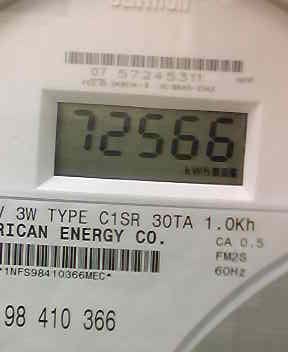 07 57245311
72566
kWh
V 3W TYPE C1SR 30TA 1.0Kh
RICAN ENERGY CO.
CA 0.5
FM2S
60Hz
*1NFS98410366MEC*
98 410 366